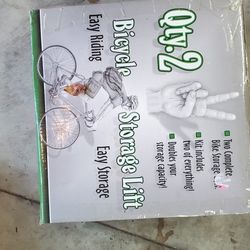 Qty. 2
Two Complete
Bike Storage
Kit includes
two of everything!
Doubles your
storage capacity!
Bicycle Storage Lift
Easy Riding Easy Storage